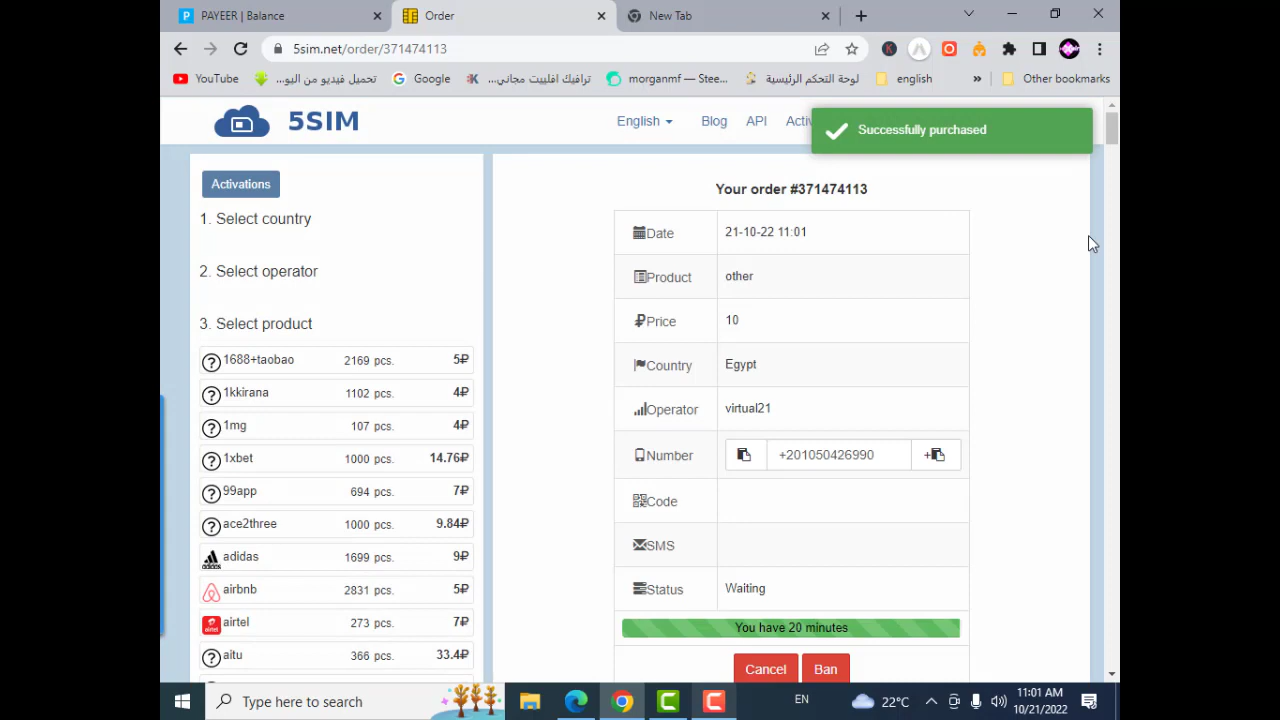 PAYEER | Balance
Order
New Tab
5sim.net/order/371474113
YouTube
تحميل فيديو من اليو...
Google
ترافيك افلييت مجاني...
morganmf — Stee...
لوحة التحكم الرئيسية
english
»
Other bookmarks
5SIM
English
Blog
API
Activ
Successfully purchased
Activations
1. Select country
2. Select operator
3. Select product
1688+taobao 2169 pcs. 5₽
1kkirana 1102 pcs. 4₽
1mg 107 pcs. 4₽
1xbet 1000 pcs. 14.76₽
99app 694 pcs. 7₽
ace2three 1000 pcs. 9.84₽
adidas 1699 pcs. 9₽
airbnb 2831 pcs. 5₽
airtel 273 pcs. 7₽
aitu 366 pcs. 33.4₽
Your order #371474113
Date 21-10-22 11:01
Product other
Price 10
Country Egypt
Operator virtual21
Number +201050426990 +
Code
SMS
Status Waiting
You have 20 minutes
Cancel Ban
Type here to search
EN
22°C
11:01 AM
10/21/2022